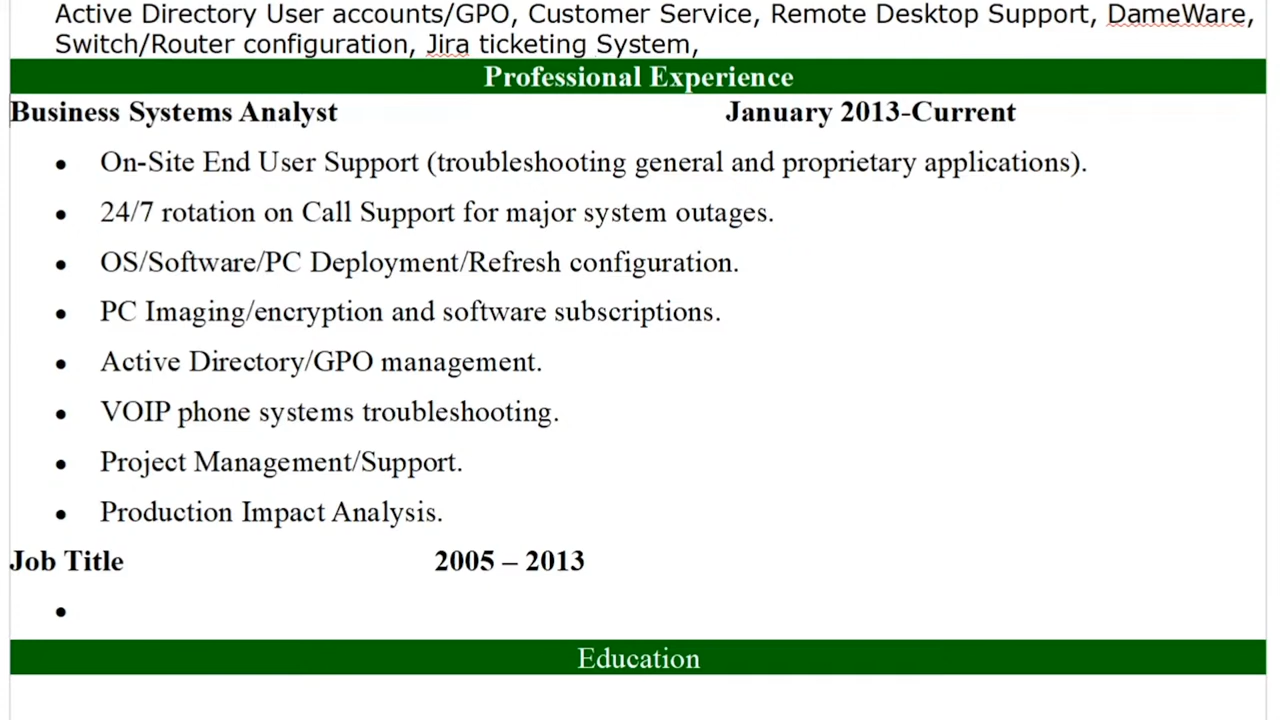 Active Directory User accounts/GPO, Customer Service, Remote Desktop Support, DameWare,
Switch/Router configuration, Jira ticketing System,
Professional Experience
Business Systems Analyst January 2013-Current
• On-Site End User Support (troubleshooting general and proprietary applications).
• 24/7 rotation on Call Support for major system outages.
• OS/Software/PC Deployment/Refresh configuration.
• PC Imaging/encryption and software subscriptions.
• Active Directory/GPO management.
• VOIP phone systems troubleshooting.
• Project Management/Support.
• Production Impact Analysis.
Job Title 2005 – 2013
•
Education